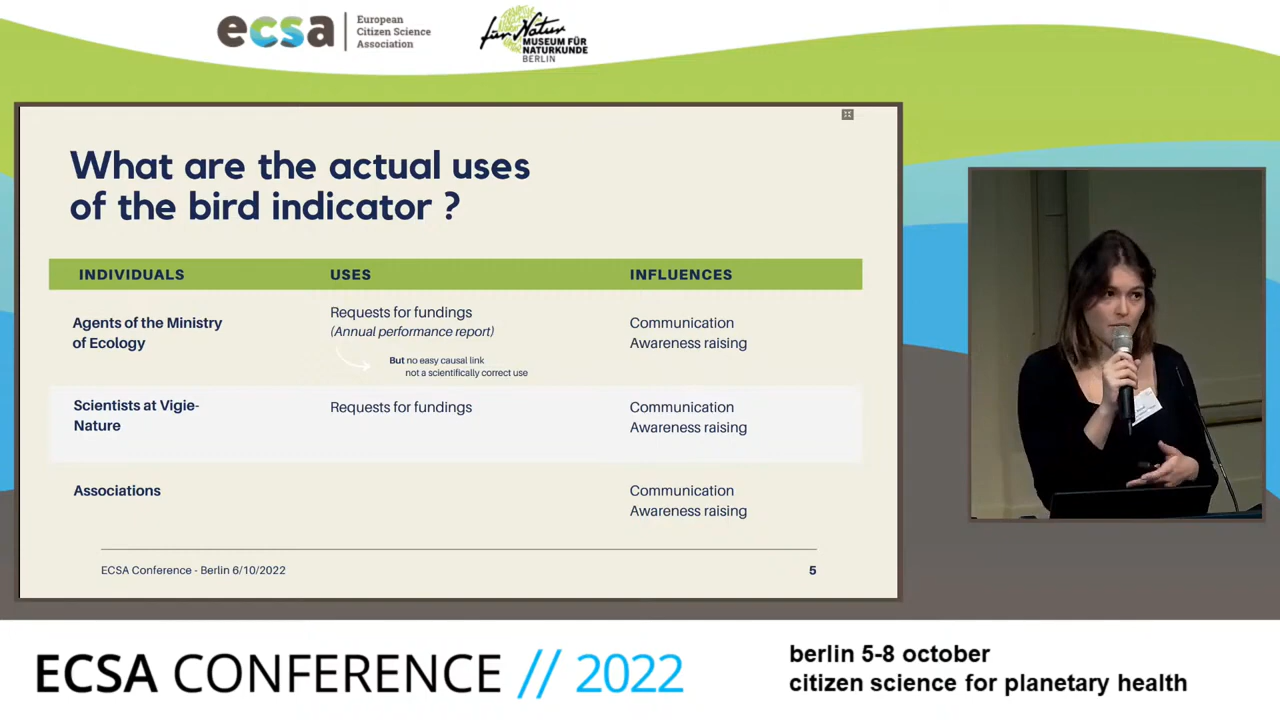 ecsa
European
Citizen Science
Association
für Natur
MUSEUM FÜR
NATURKUNDE
BERLIN
What are the actual uses
of the bird indicator ?
INDIVIDUALS USES INFLUENCES
Agents of the Ministry
of Ecology
Requests for fundings
(Annual performance report)
But no easy causal link
not a scientifically correct use
Communication
Awareness raising
Scientists at Vigie-
Nature
Requests for fundings
Communication
Awareness raising
Associations
Communication
Awareness raising
ECSA Conference - Berlin 6/10/2022
5
ECSA CONFERENCE // 2022
berlin 5-8 october
citizen science for planetary health